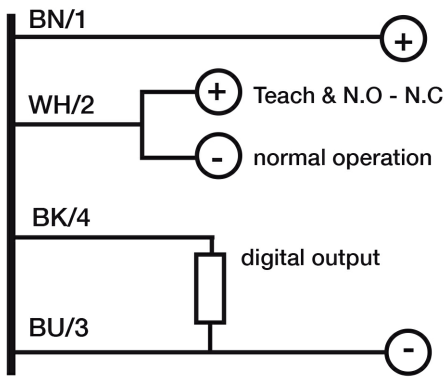 BN/1
+
WH/2
+ Teach & N.O - N.C
- normal operation
BK/4
digital output
BU/3
-